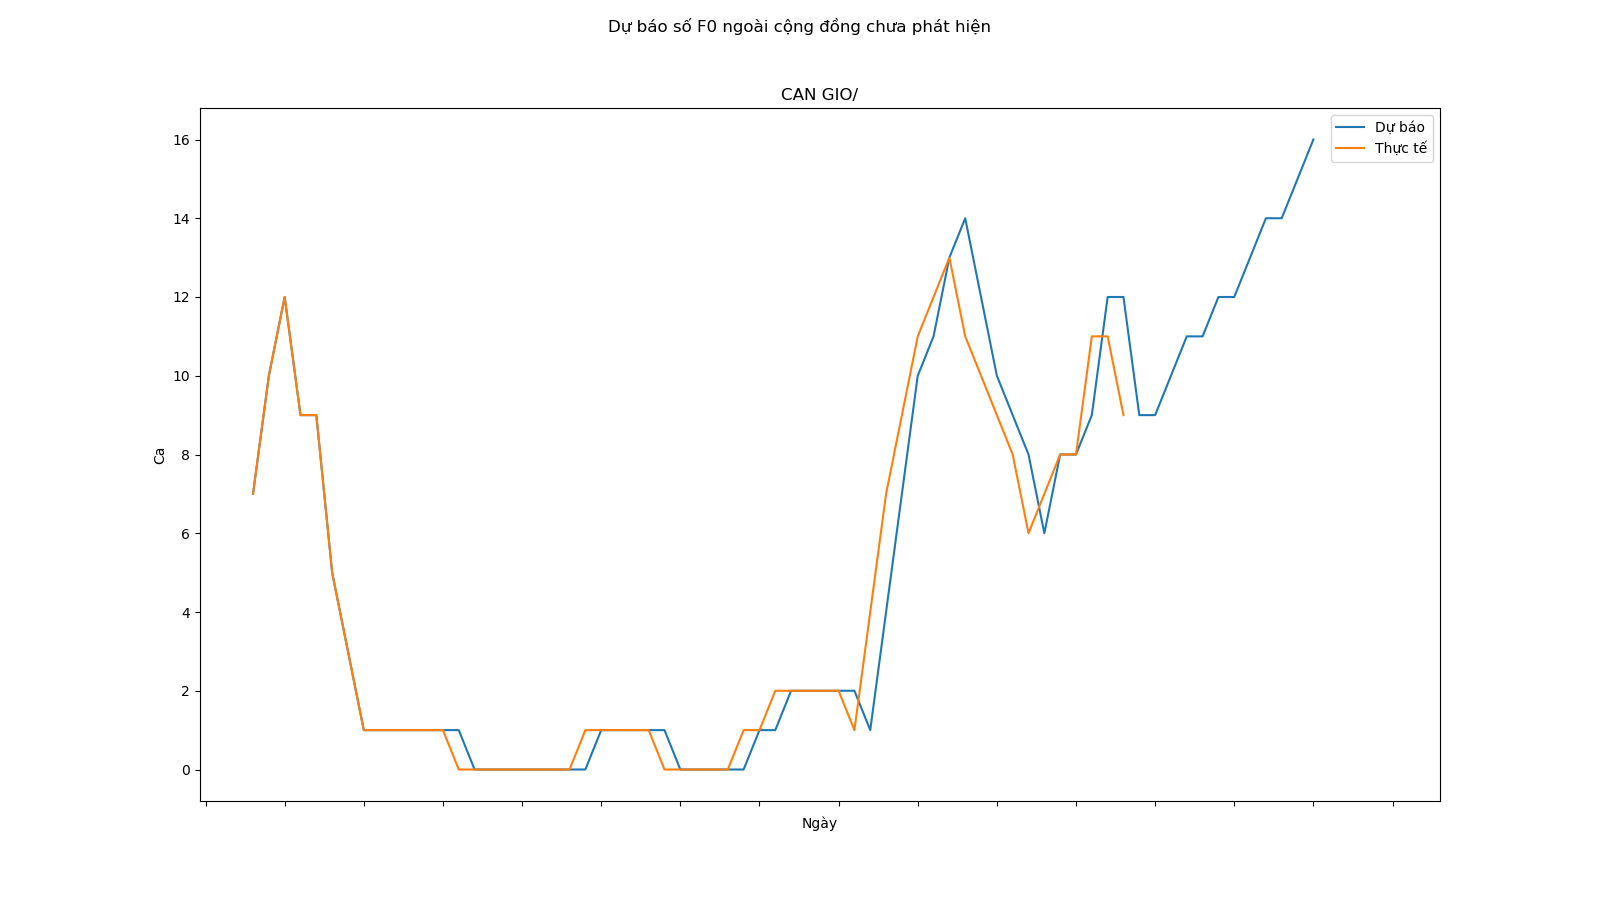 Dự báo số F0 ngoài cộng đồng chưa phát hiện
CAN GIO/
Dự báo
Thực tế
16
14
12
10
8
6
4
2
0
Ca
Ngày